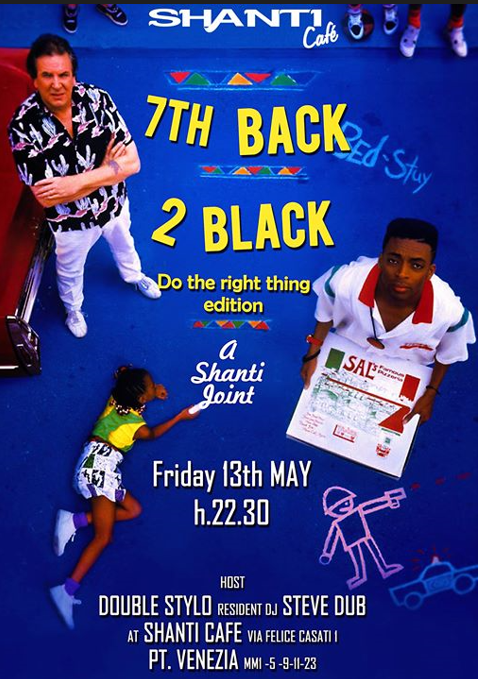 SHANTI
Café
7TH BACK
Bed-Stuy
2 BLACK
Do the right thing
edition
A
Shanti
Joint
SAL's Famous
Pizzeria
Friday 13th MAY
h.22.30
HOST
DOUBLE STYLO RESIDENT DJ STEVE DUB
AT SHANTI CAFE VIA FELICE CASATI 1
PT. VENEZIA MM1 -5 -9-11-23